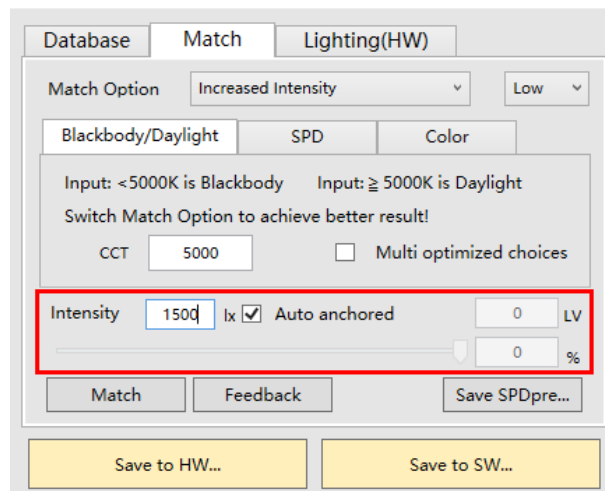 Database Match Lighting(HW)
Match Option Increased Intensity Low
Blackbody/Daylight SPD Color
Input: <5000K is Blackbody Input: ≧ 5000K is Daylight
Switch Match Option to achieve better result!
CCT 5000 Multi optimized choices
Intensity 1500 lx Auto anchored 0 LV
0 %
Match Feedback Save SPDpre...
Save to HW... Save to SW...